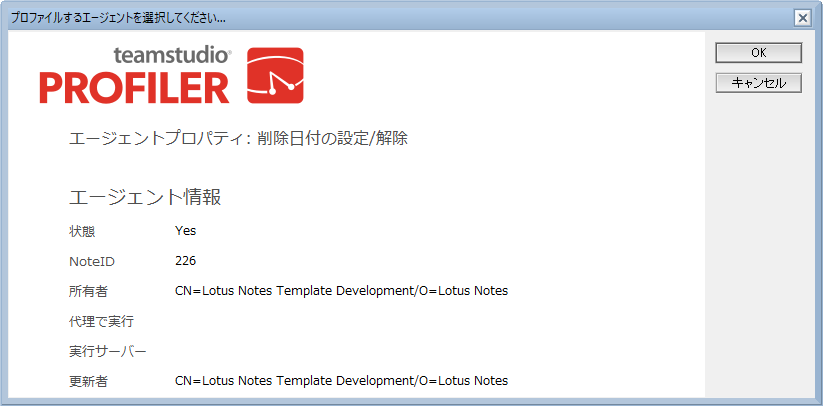 プロファイルするエージェントを選択してください...
OK
キャンセル
teamstudio®
PROFILER
エージェントプロパティ: 削除日付の設定/解除
エージェント情報
状態 Yes
NoteID 226
所有者 CN=Lotus Notes Template Development/O=Lotus Notes
代理で実行
実行サーバー
更新者 CN=Lotus Notes Template Development/O=Lotus Notes